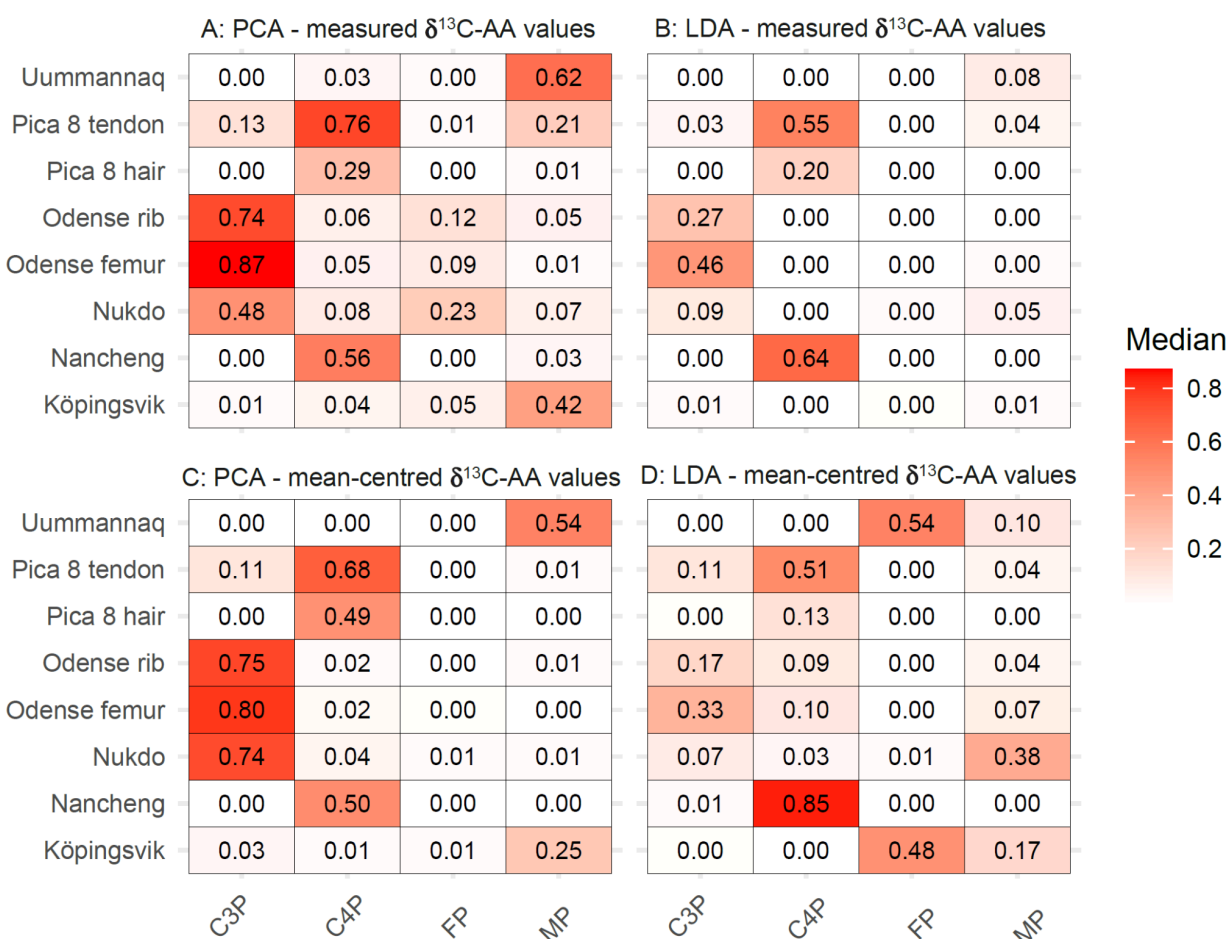 A: PCA - measured δ¹³C-AA values
B: LDA - measured δ¹³C-AA values
Uummannaq 0.00 0.03 0.00 0.62 0.00 0.00 0.00 0.08
Pica 8 tendon 0.13 0.76 0.01 0.21 0.03 0.55 0.00 0.04
Pica 8 hair 0.00 0.29 0.00 0.01 0.00 0.20 0.00 0.00
Odense rib 0.74 0.06 0.12 0.05 0.27 0.00 0.00 0.00
Odense femur 0.87 0.05 0.09 0.01 0.46 0.00 0.00 0.00
Nukdo 0.48 0.08 0.23 0.07 0.09 0.00 0.00 0.05
Nancheng 0.00 0.56 0.00 0.03 0.00 0.64 0.00 0.00
Köpingsvik 0.01 0.04 0.05 0.42 0.01 0.00 0.00 0.01
C: PCA - mean-centred δ¹³C-AA values
D: LDA - mean-centred δ¹³C-AA values
Uummannaq 0.00 0.00 0.00 0.54 0.00 0.00 0.54 0.10
Pica 8 tendon 0.11 0.68 0.00 0.01 0.11 0.51 0.00 0.04
Pica 8 hair 0.00 0.49 0.00 0.00 0.00 0.13 0.00 0.00
Odense rib 0.75 0.02 0.00 0.01 0.17 0.09 0.00 0.04
Odense femur 0.80 0.02 0.00 0.00 0.33 0.10 0.00 0.07
Nukdo 0.74 0.04 0.01 0.01 0.07 0.03 0.01 0.38
Nancheng 0.00 0.50 0.00 0.00 0.01 0.85 0.00 0.00
Köpingsvik 0.03 0.01 0.01 0.25 0.00 0.00 0.48 0.17
C3P C4P FP MP C3P C4P FP MP
Median
0.8
0.6
0.4
0.2